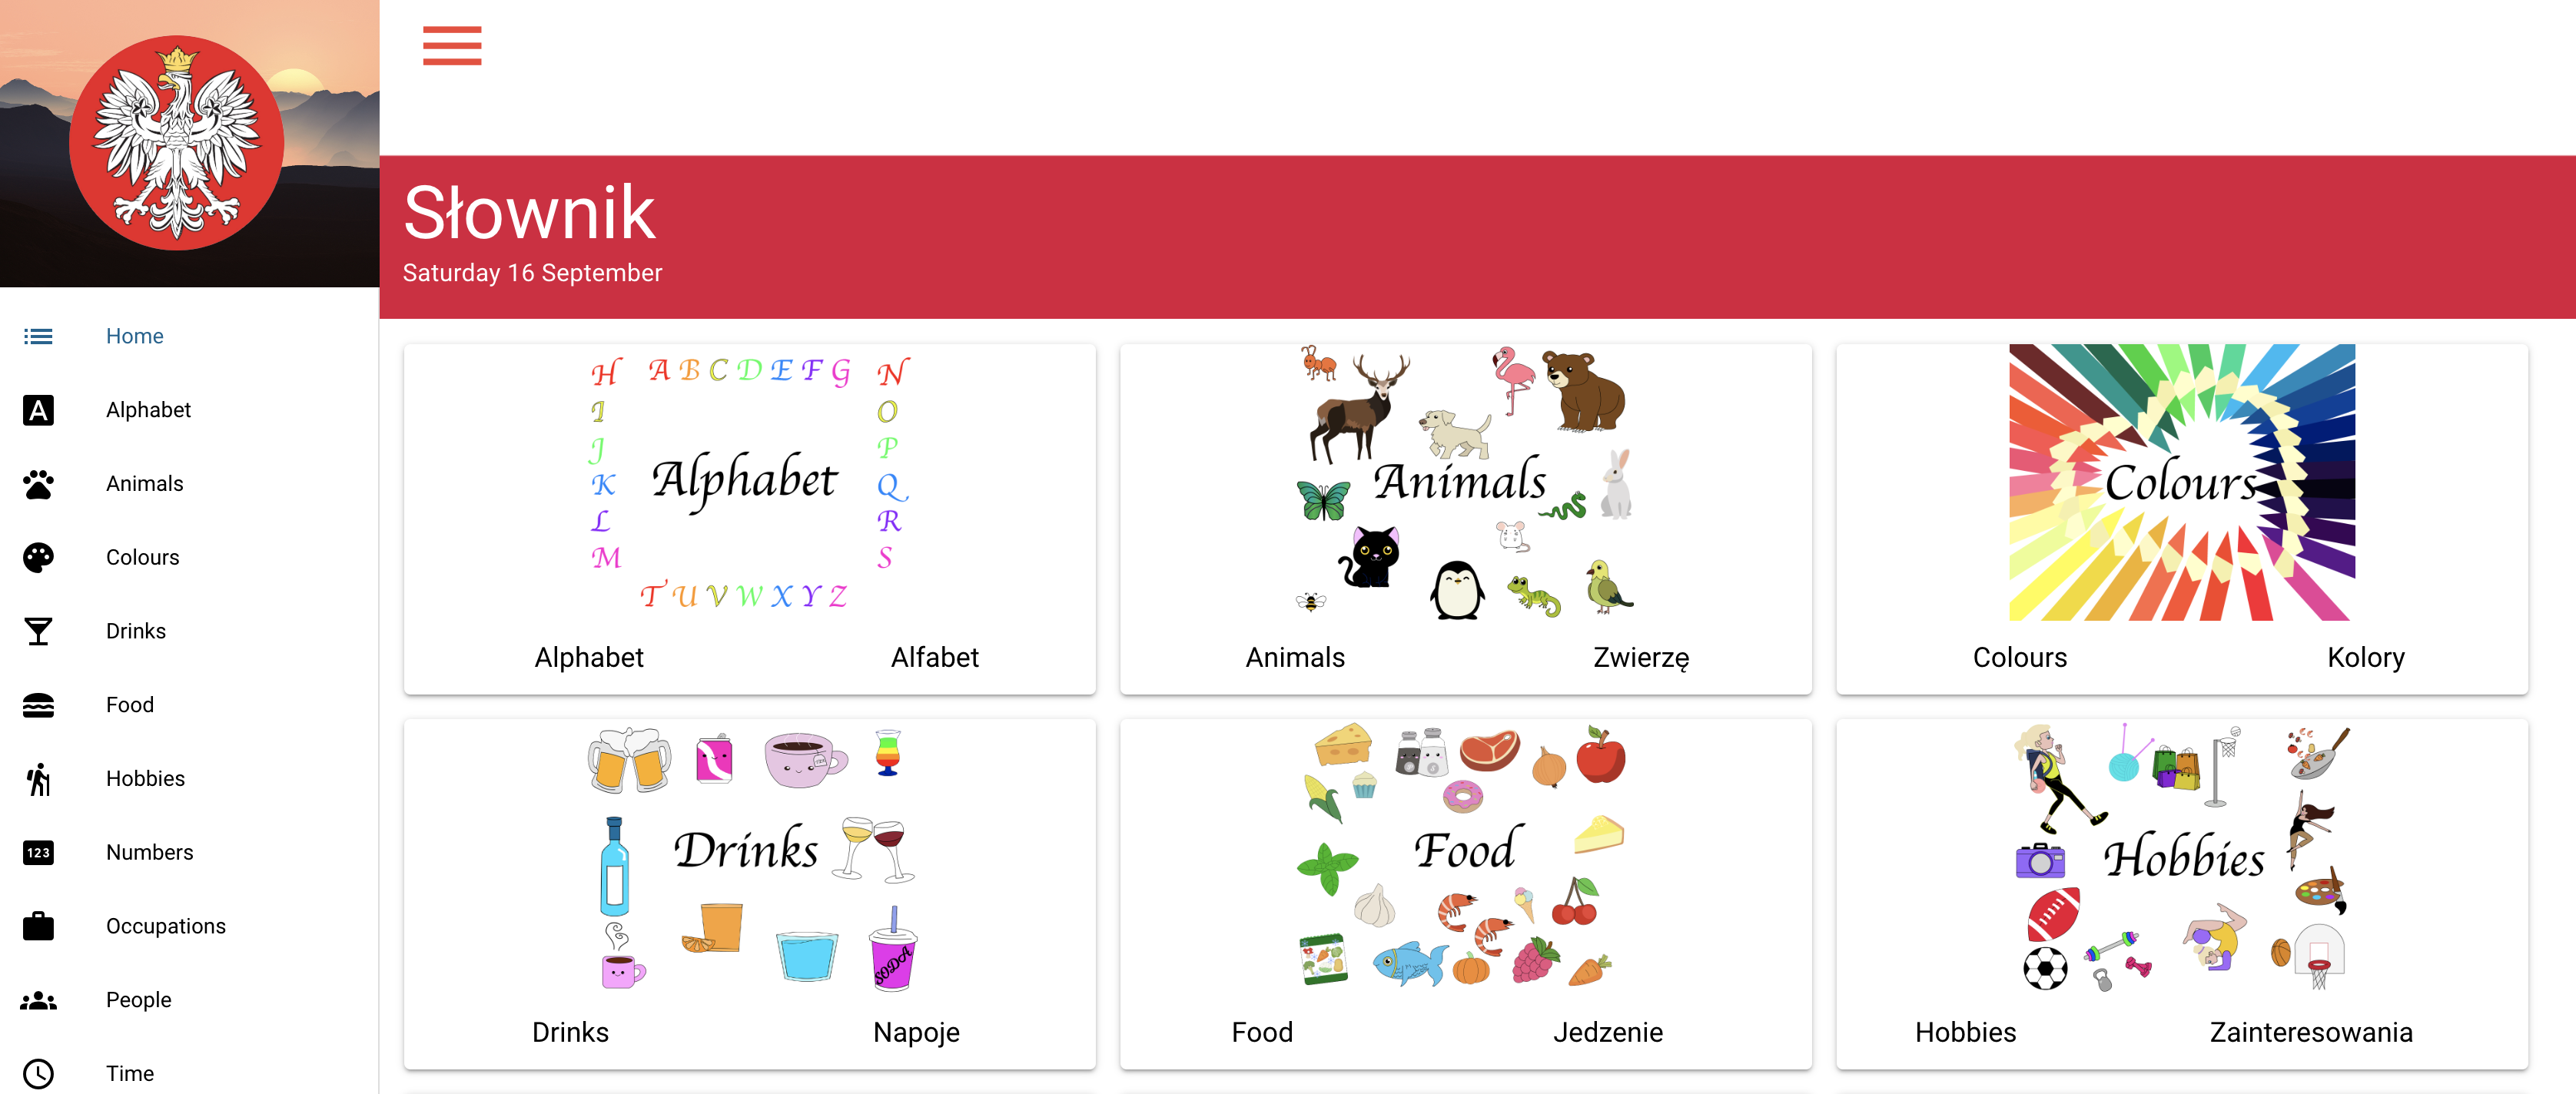 Home
Alphabet
Animals
Colours
Drinks
Food
Hobbies
123
Numbers
Occupations
People
Time
Słownik
Saturday 16 September
H A B C D E F G N
I O
J P
K Q
L R
M S
T U V W X Y Z
Alphabet
Alphabet Alfabet
Animals
Animals Zwierzę
Colours
Colours Kolory
Drinks
SODA
Drinks Napoje
Food
Food Jedzenie
Hobbies
Hobbies Zainteresowania